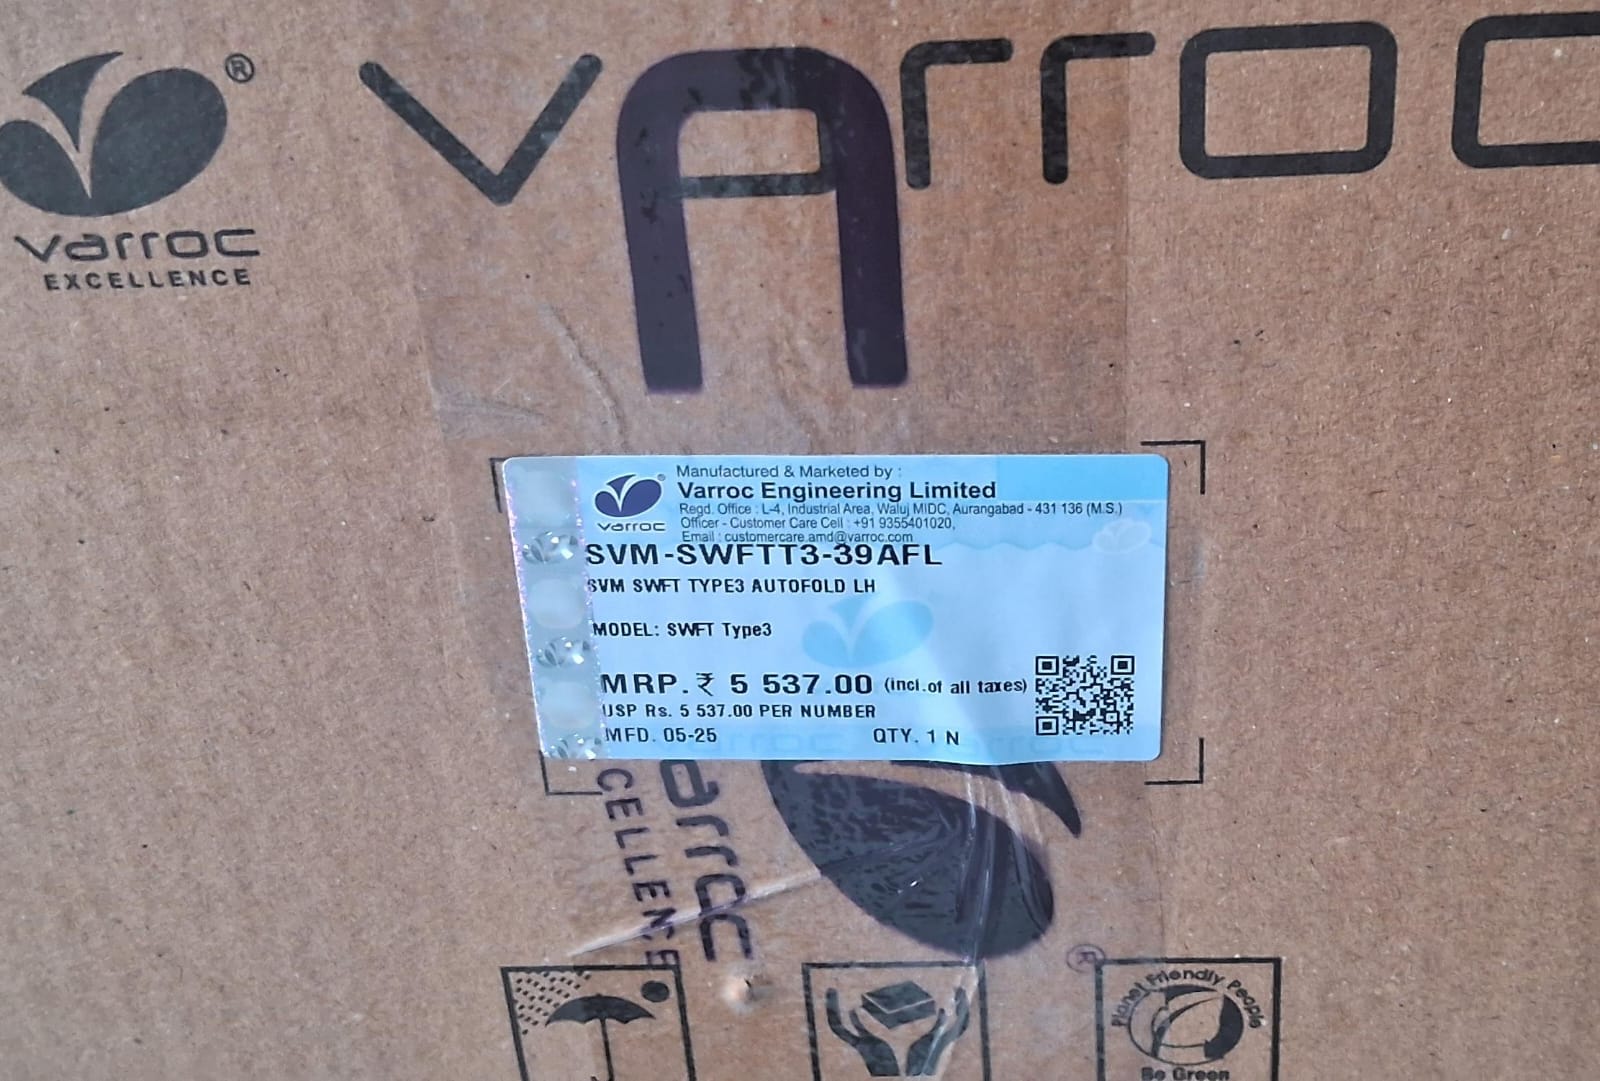 ®
varroc
EXCELLENCE
varroc
varroc
Manufactured & Marketed by :
Varroc Engineering Limited
Regd. Office : L-4, Industrial Area, Waluj MIDC, Aurangabad - 431 136 (M.S.)
Officer - Customer Care Cell : +91 9355401020,
Email : customercare.amd@varroc.com
SVM-SWFTT3-39AFL
SVM SWFT TYPE3 AUTOFOLD LH
MODEL: SWFT Type3
MRP. ₹ 5 537.00 (incl.of all taxes)
USP Rs. 5 537.00 PER NUMBER
MFD. 05-25 QTY. 1 N
varroc
CELLENCE
®
Planet Friendly People
Be Green